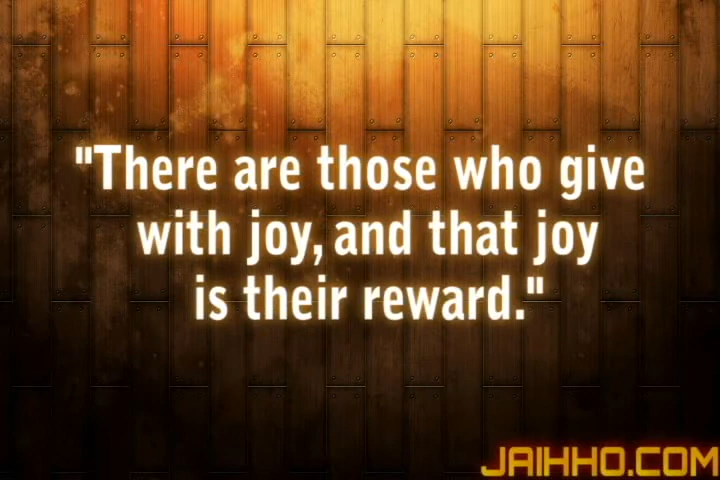 "There are those who give
with joy, and that joy
is their reward."
JAIHHO.COM